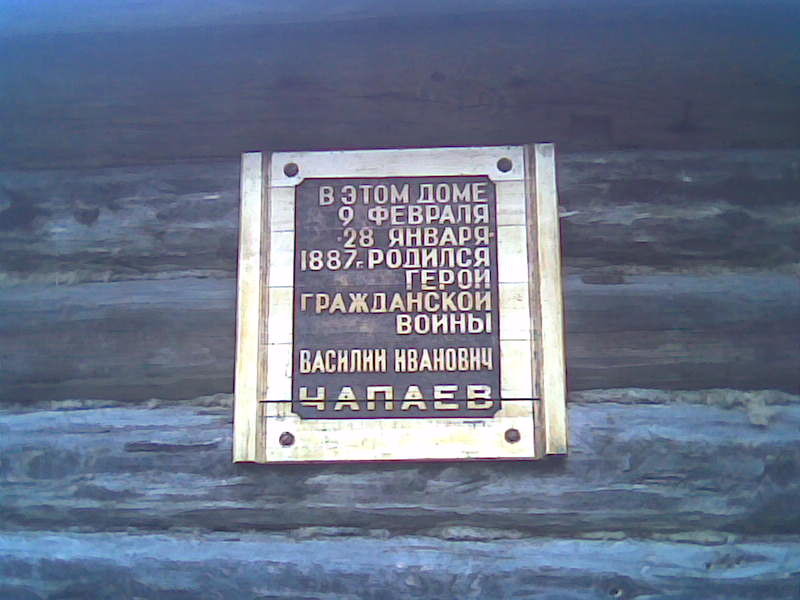 В ЭТОМ ДОМЕ
9 ФЕВРАЛЯ
28 ЯНВАРЯ
1887г. РОДИЛСЯ
ГЕРОЙ
ГРАЖДАНСКОЙ
ВОЙНЫ
ВАСИЛИЙ ИВАНОВИЧ
ЧАПАЕВ